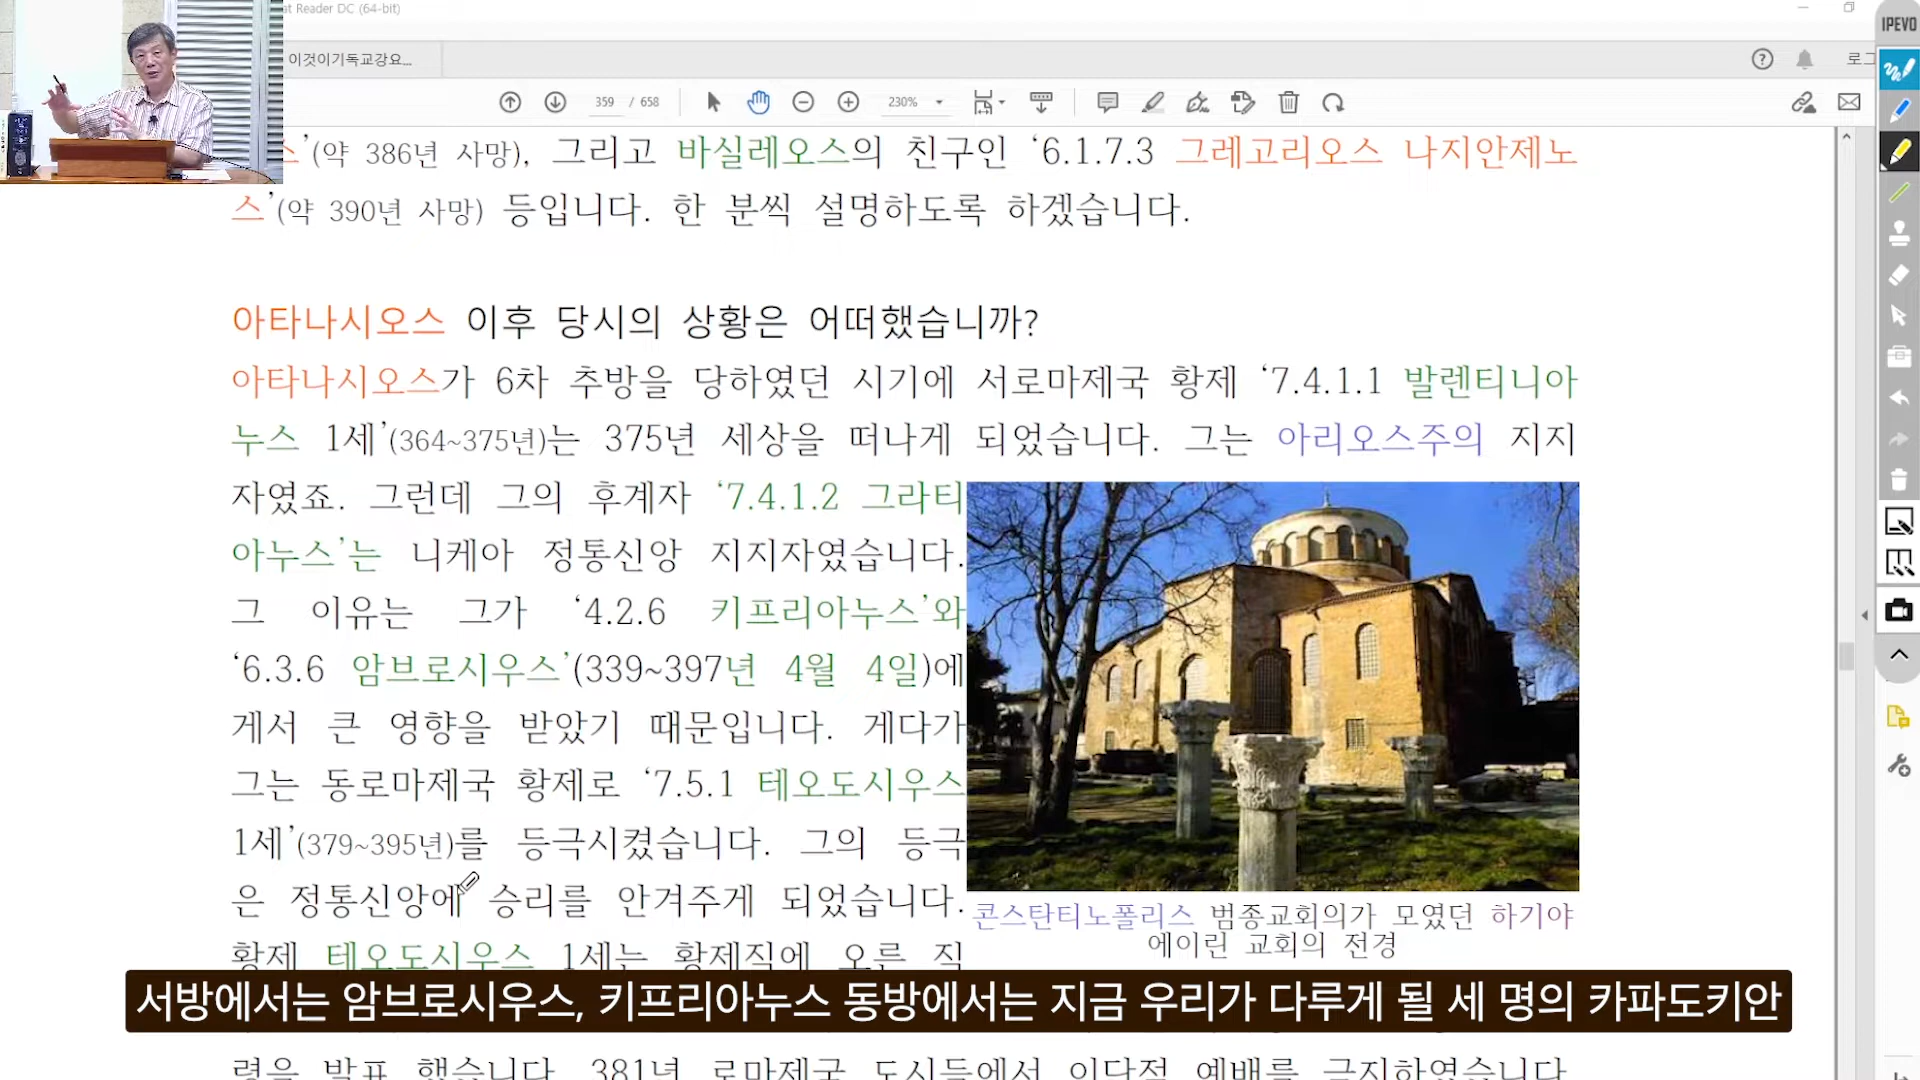 at Reader DC (64-bit)
IPEVO
이것이기독교강요...
로그
359 / 658
230%
스’(약 386년 사망), 그리고 바실레오스의 친구인 ‘6.1.7.3 그레고리오스 나지안제노
스’(약 390년 사망) 등입니다. 한 분씩 설명하도록 하겠습니다.
아타나시오스 이후 당시의 상황은 어떠했습니까?
아타나시오스가 6차 추방을 당하였던 시기에 서로마제국 황제 ‘7.4.1.1 발렌티니아
누스 1세’(364~375년)는 375년 세상을 떠나게 되었습니다. 그는 아리오스주의 지지
자였죠. 그런데 그의 후계자 ‘7.4.1.2 그라티
아누스’는 니케아 정통신앙 지지자였습니다.
그 이유는 그가 ‘4.2.6 키프리아누스’와
‘6.3.6 암브로시우스’(339~397년 4월 4일)에
게서 큰 영향을 받았기 때문입니다. 게다가
그는 동로마제국 황제로 ‘7.5.1 테오도시우스
1세’(379~395년)를 등극시켰습니다. 그의 등극
은 정통신앙에 승리를 안겨주게 되었습니다.
황제 테오도시우스 1세는 황제직에 오른 직
콘스탄티노폴리스 범종교회의가 모였던 하기야
에이린 교회의 전경
서방에서는 암브로시우스, 키프리아누스 동방에서는 지금 우리가 다루게 될 세 명의 카파도키안
령을 발표 했습니다. 381년 로마제국 도시들에서 이단적 예배를 금지하였습니다.